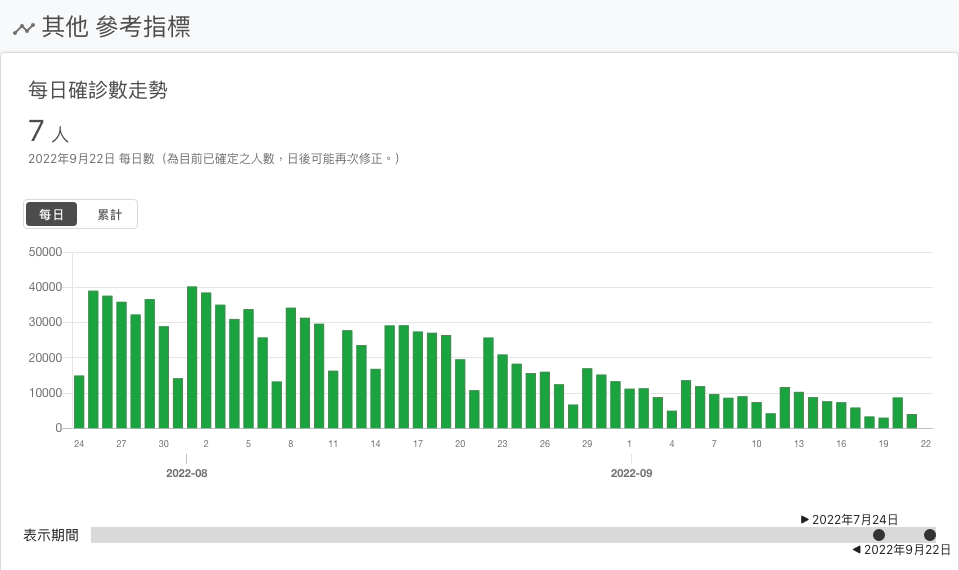 其他 參考指標
每日確診數走勢
7 人
2022年9月22日 每日數（為目前已確定之人數，日後可能再次修正。）
每日 累計
50000
40000
30000
20000
10000
0
24 27 30 2 5 8 11 14 17 20 23 26 29 1 4 7 10 13 16 19 22
2022-08 2022-09
▶ 2022年7月24日
表示期間
◀ 2022年9月22日